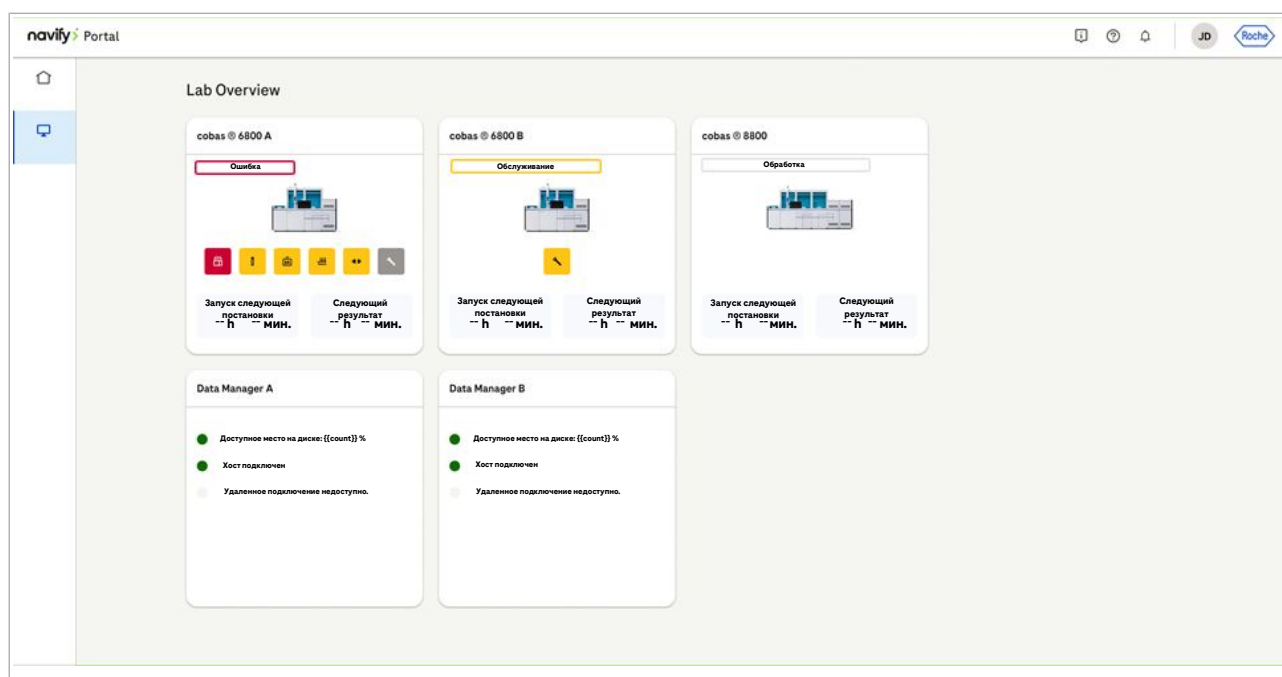 navify Portal
JD
Roche
Lab Overview
cobas ® 6800 A
Ошибка
Запуск следующей
постановки
-- h -- мин.
Следующий
результат
-- h -- мин.
cobas ® 6800 B
Обслуживание
Запуск следующей
постановки
-- h -- мин.
Следующий
результат
-- h -- мин.
cobas ® 8800
Обработка
Запуск следующей
постановки
-- h -- мин.
Следующий
результат
-- h -- мин.
Data Manager A
Доступное место на диске: {{count}} %
Хост подключен
Удаленное подключение недоступно.
Data Manager B
Доступное место на диске: {{count}} %
Хост подключен
Удаленное подключение недоступно.